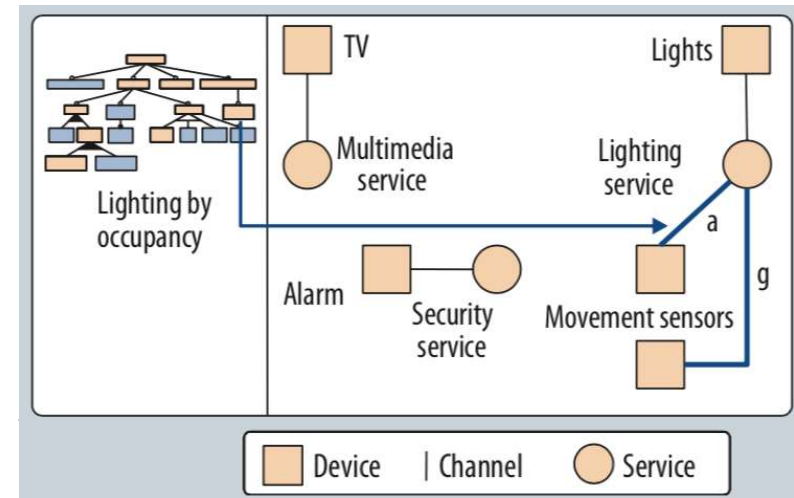 Lighting by
occupancy
TV
Multimedia
service
Lights
Lighting
service
a
g
Alarm
Security
service
Movement sensors
Device
Channel
Service